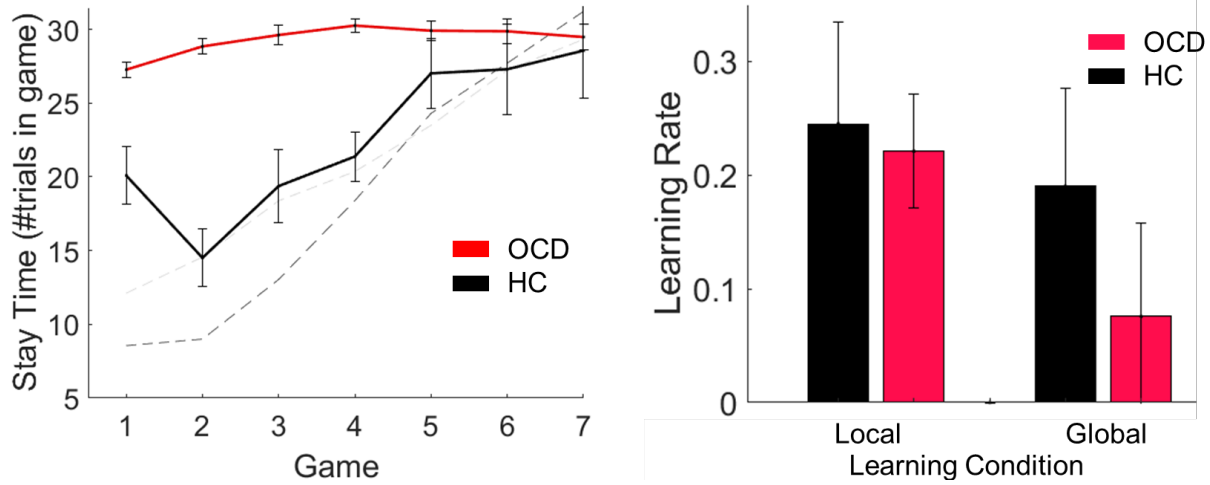 Stay Time (#trials in game)
30
25
20
15
10
5
1 2 3 4 5 6 7
Game
OCD
HC
Learning Rate
0.3
0.2
0.1
0
Local Global
Learning Condition
OCD
HC